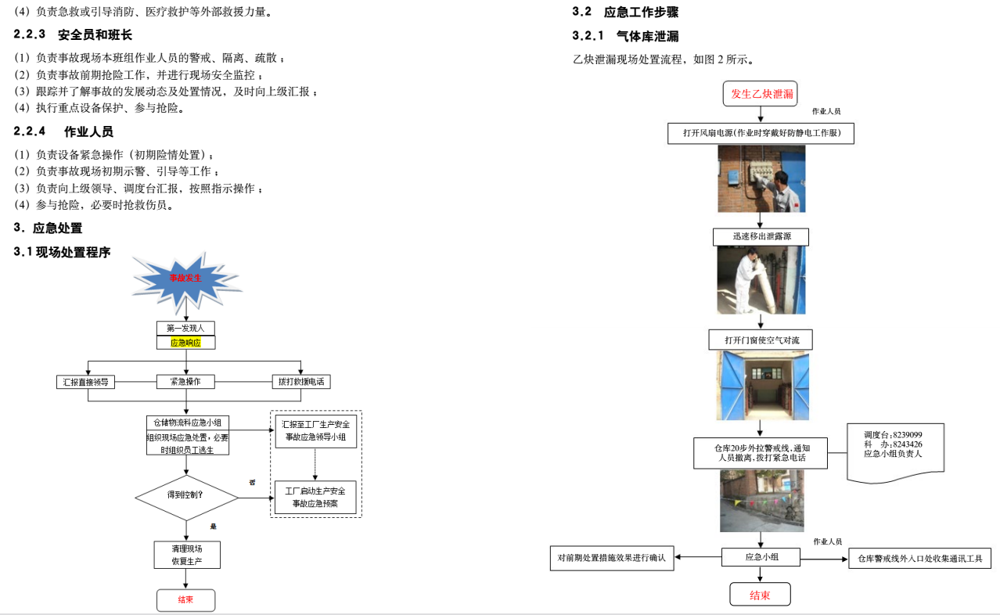 (4) 负责急救或引导消防、医疗救护等外部救援力量。
2.2.3 安全员和班长
(1) 负责事故现场本班组作业人员的警戒、隔离、疏散；
(2) 负责事故前期抢险工作，并进行现场安全监控；
(3) 跟踪并了解事故的发展动态及处置情况，及时向上级汇报；
(4) 执行重点设备保护、参与抢险。
2.2.4 作业人员
(1) 负责设备紧急操作（初期险情处置）；
(2) 负责事故现场初期示警、引导等工作；
(3) 负责向上级领导、调度台汇报，按照指示操作；
(4) 参与抢险，必要时抢救伤员。
3. 应急处置
3.1 现场处置程序
事故发生
第一发现人
应急响应
汇报直接领导
紧急操作
拨打救援电话
仓储物流科应急小组
组织现场应急处置，必要
时组织员工逃生
汇报至工厂生产安全
事故应急领导小组
得到控制？
否
工厂启动生产安全
事故应急预案
是
清理现场
恢复生产
结束
3.2 应急工作步骤
3.2.1 气体库泄漏
乙炔泄漏现场处置流程，如图 2 所示。
发生乙炔泄漏
作业人员
打开风扇电源(作业时穿戴好防静电工作服)
迅速移出泄露源
打开门窗使空气对流
仓库20步外拉警戒线，通知
人员撤离，拨打紧急电话
调度台:8239099
科 办:8243426
应急小组负责人
作业人员
对前期处置措施效果进行确认
应急小组
仓库警戒线外入口处收集通讯工具
结束